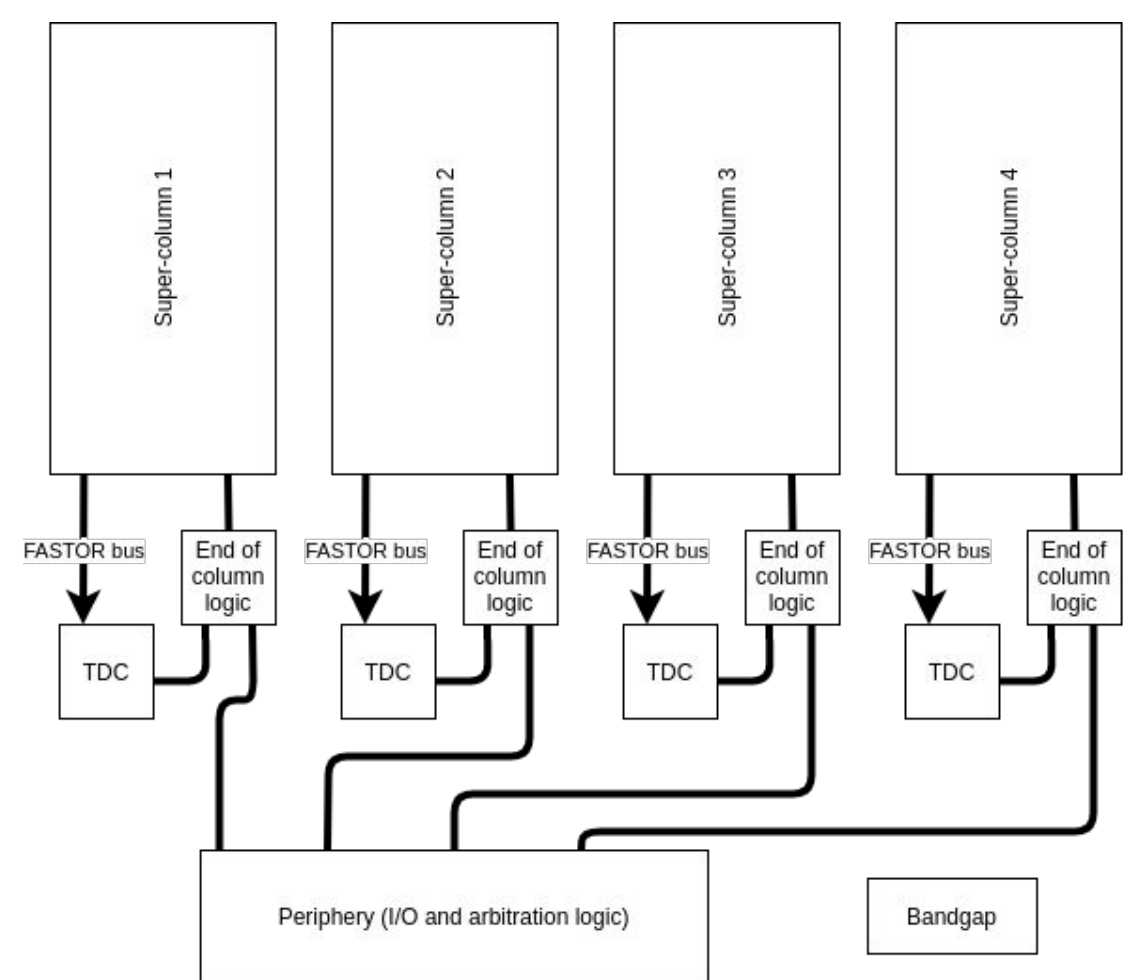 Super-column 1
Super-column 2
Super-column 3
Super-column 4
FASTOR bus
End of
column
logic
FASTOR bus
End of
column
logic
FASTOR bus
End of
column
logic
FASTOR bus
End of
column
logic
TDC
TDC
TDC
TDC
Periphery (I/O and arbitration logic)
Bandgap